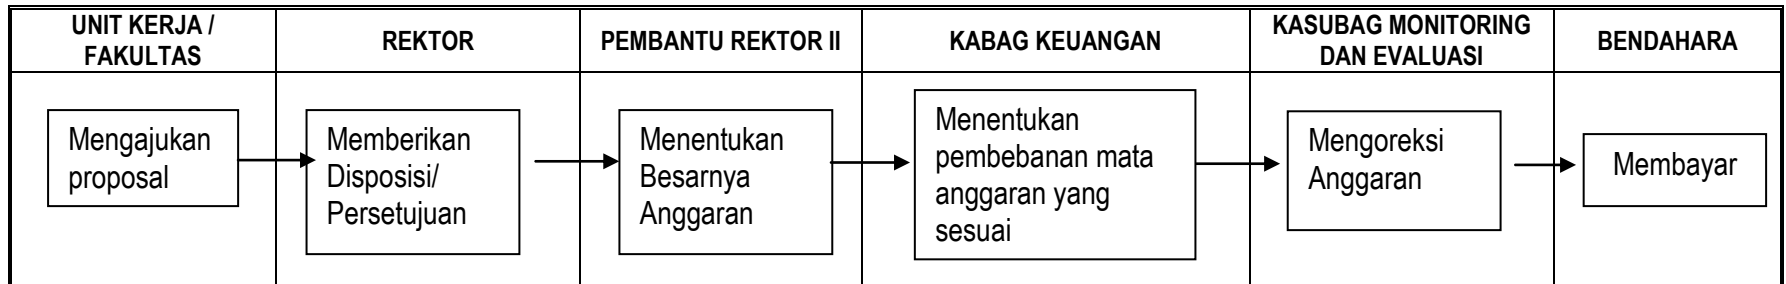 UNIT KERJA /
FAKULTAS
REKTOR
PEMBANTU REKTOR II
KABAG KEUANGAN
KASUBAG MONITORING
DAN EVALUASI
BENDAHARA
Mengajukan
proposal
Memberikan
Disposisi/
Persetujuan
Menentukan
Besarnya
Anggaran
Menentukan
pembebanan mata
anggaran yang
sesuai
Mengoreksi
Anggaran
Membayar